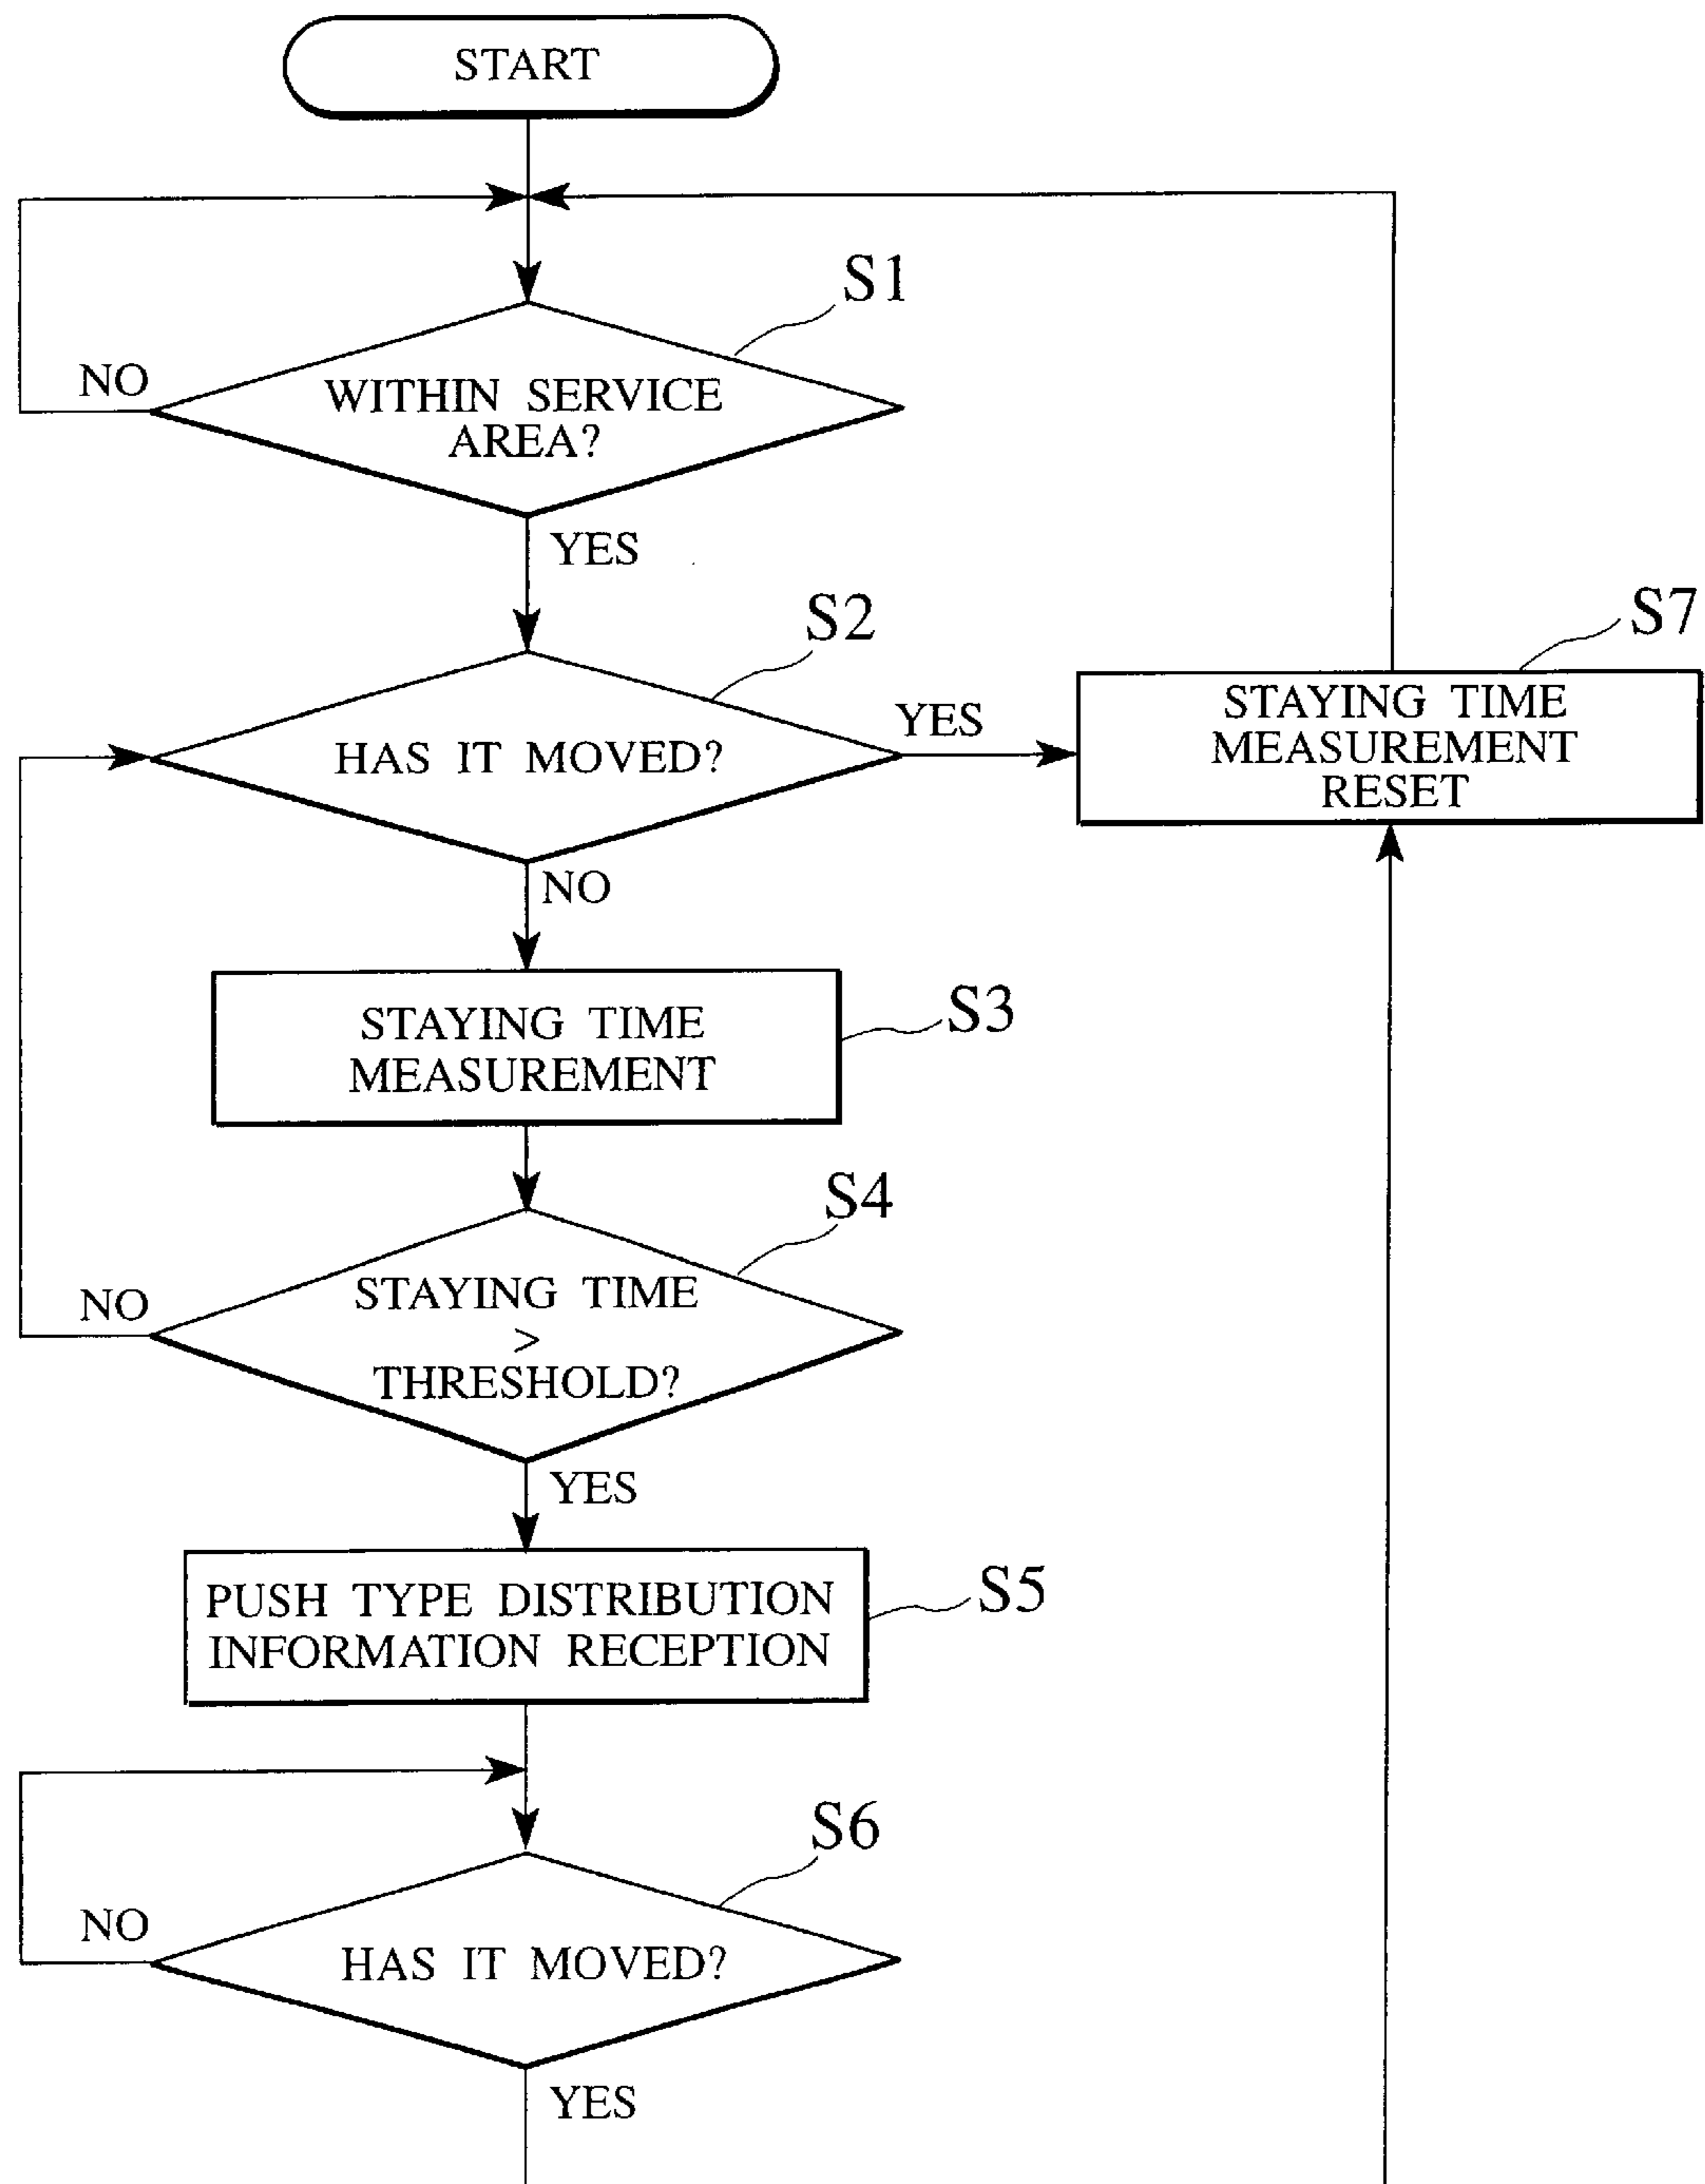 START
S1
NO
WITHIN SERVICE
AREA?
YES
S2
S7
HAS IT MOVED?
YES
STAYING TIME
MEASUREMENT
RESET
NO
STAYING TIME
MEASUREMENT
S3
S4
NO
STAYING TIME
>
THRESHOLD?
YES
PUSH TYPE DISTRIBUTION
INFORMATION RECEPTION
S5
S6
NO
HAS IT MOVED?
YES